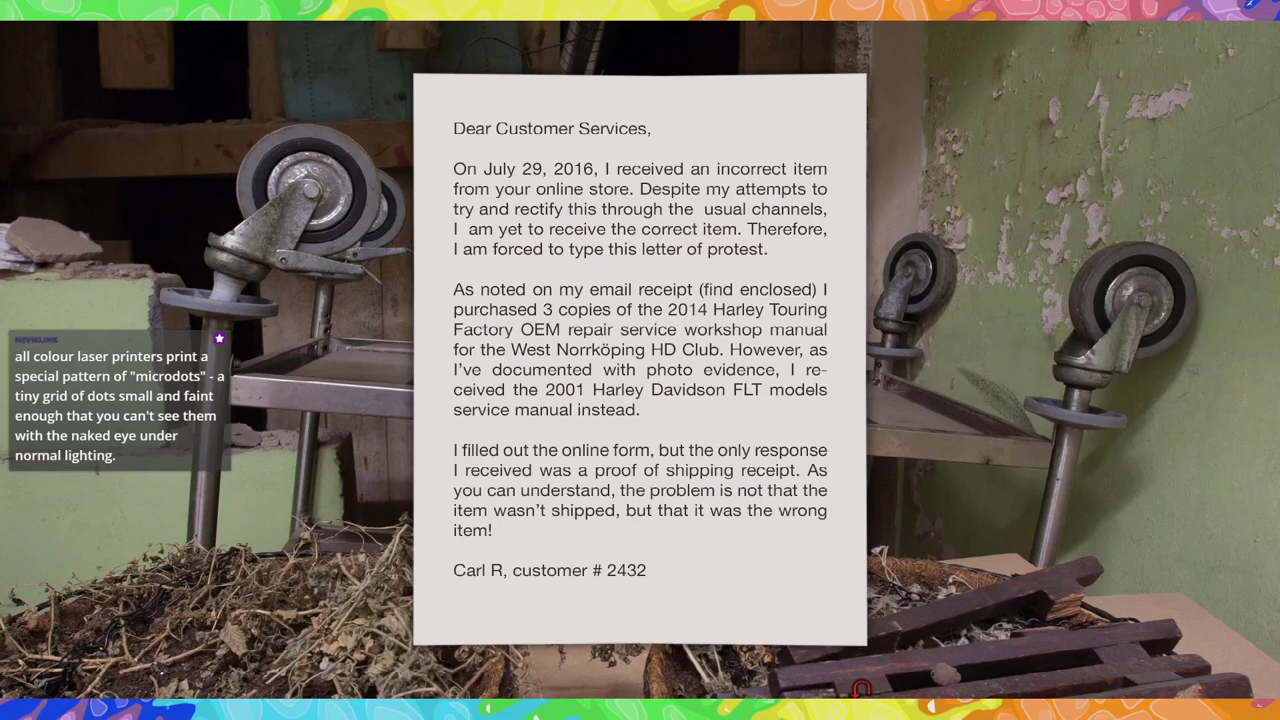 Dear Customer Services,
On July 29, 2016, I received an incorrect item
from your online store. Despite my attempts to
try and rectify this through the usual channels,
I am yet to receive the correct item. Therefore,
I am forced to type this letter of protest.
As noted on my email receipt (find enclosed) I
purchased 3 copies of the 2014 Harley Touring
Factory OEM repair service workshop manual
for the West Norrköping HD Club. However, as
I've documented with photo evidence, I re-
ceived the 2001 Harley Davidson FLT models
service manual instead.
I filled out the online form, but the only response
I received was a proof of shipping receipt. As
you can understand, the problem is not that the
item wasn't shipped, but that it was the wrong
item!
Carl R, customer # 2432
NEVIKLINK
all colour laser printers print a
special pattern of "microdots" - a
tiny grid of dots small and faint
enough that you can't see them
with the naked eye under
normal lighting.